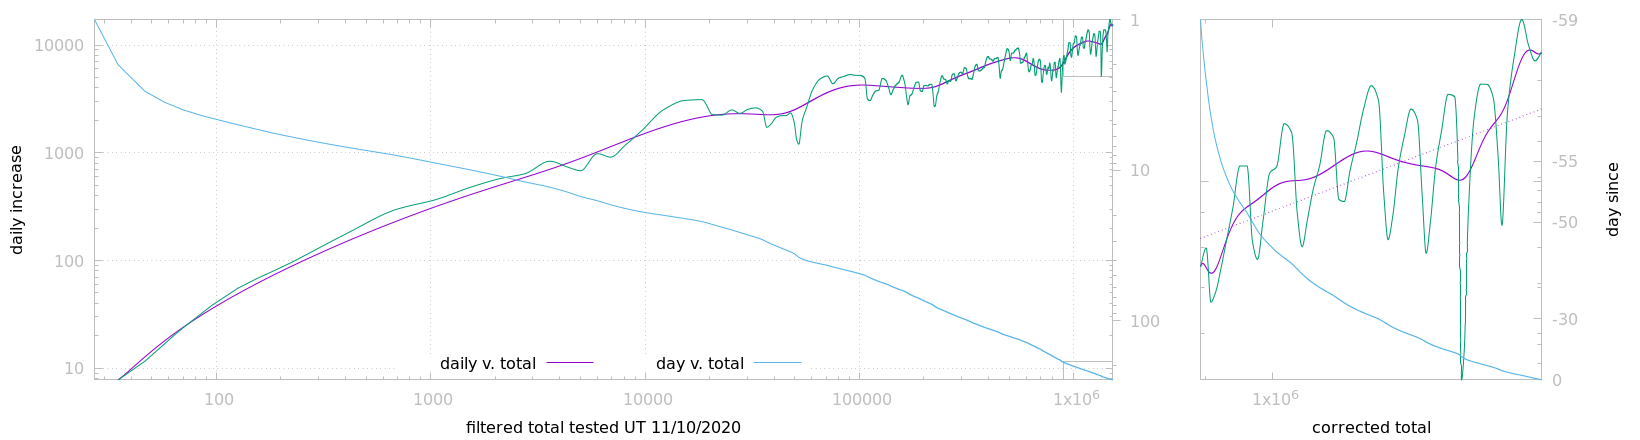 daily increase
10000
1000
100
10
100
1000
10000
100000
1x10^6
1
10
100
daily v. total
day v. total
filtered total tested UT 11/10/2020
-59
-55
-50
-30
0
day since
1x10^6
corrected total